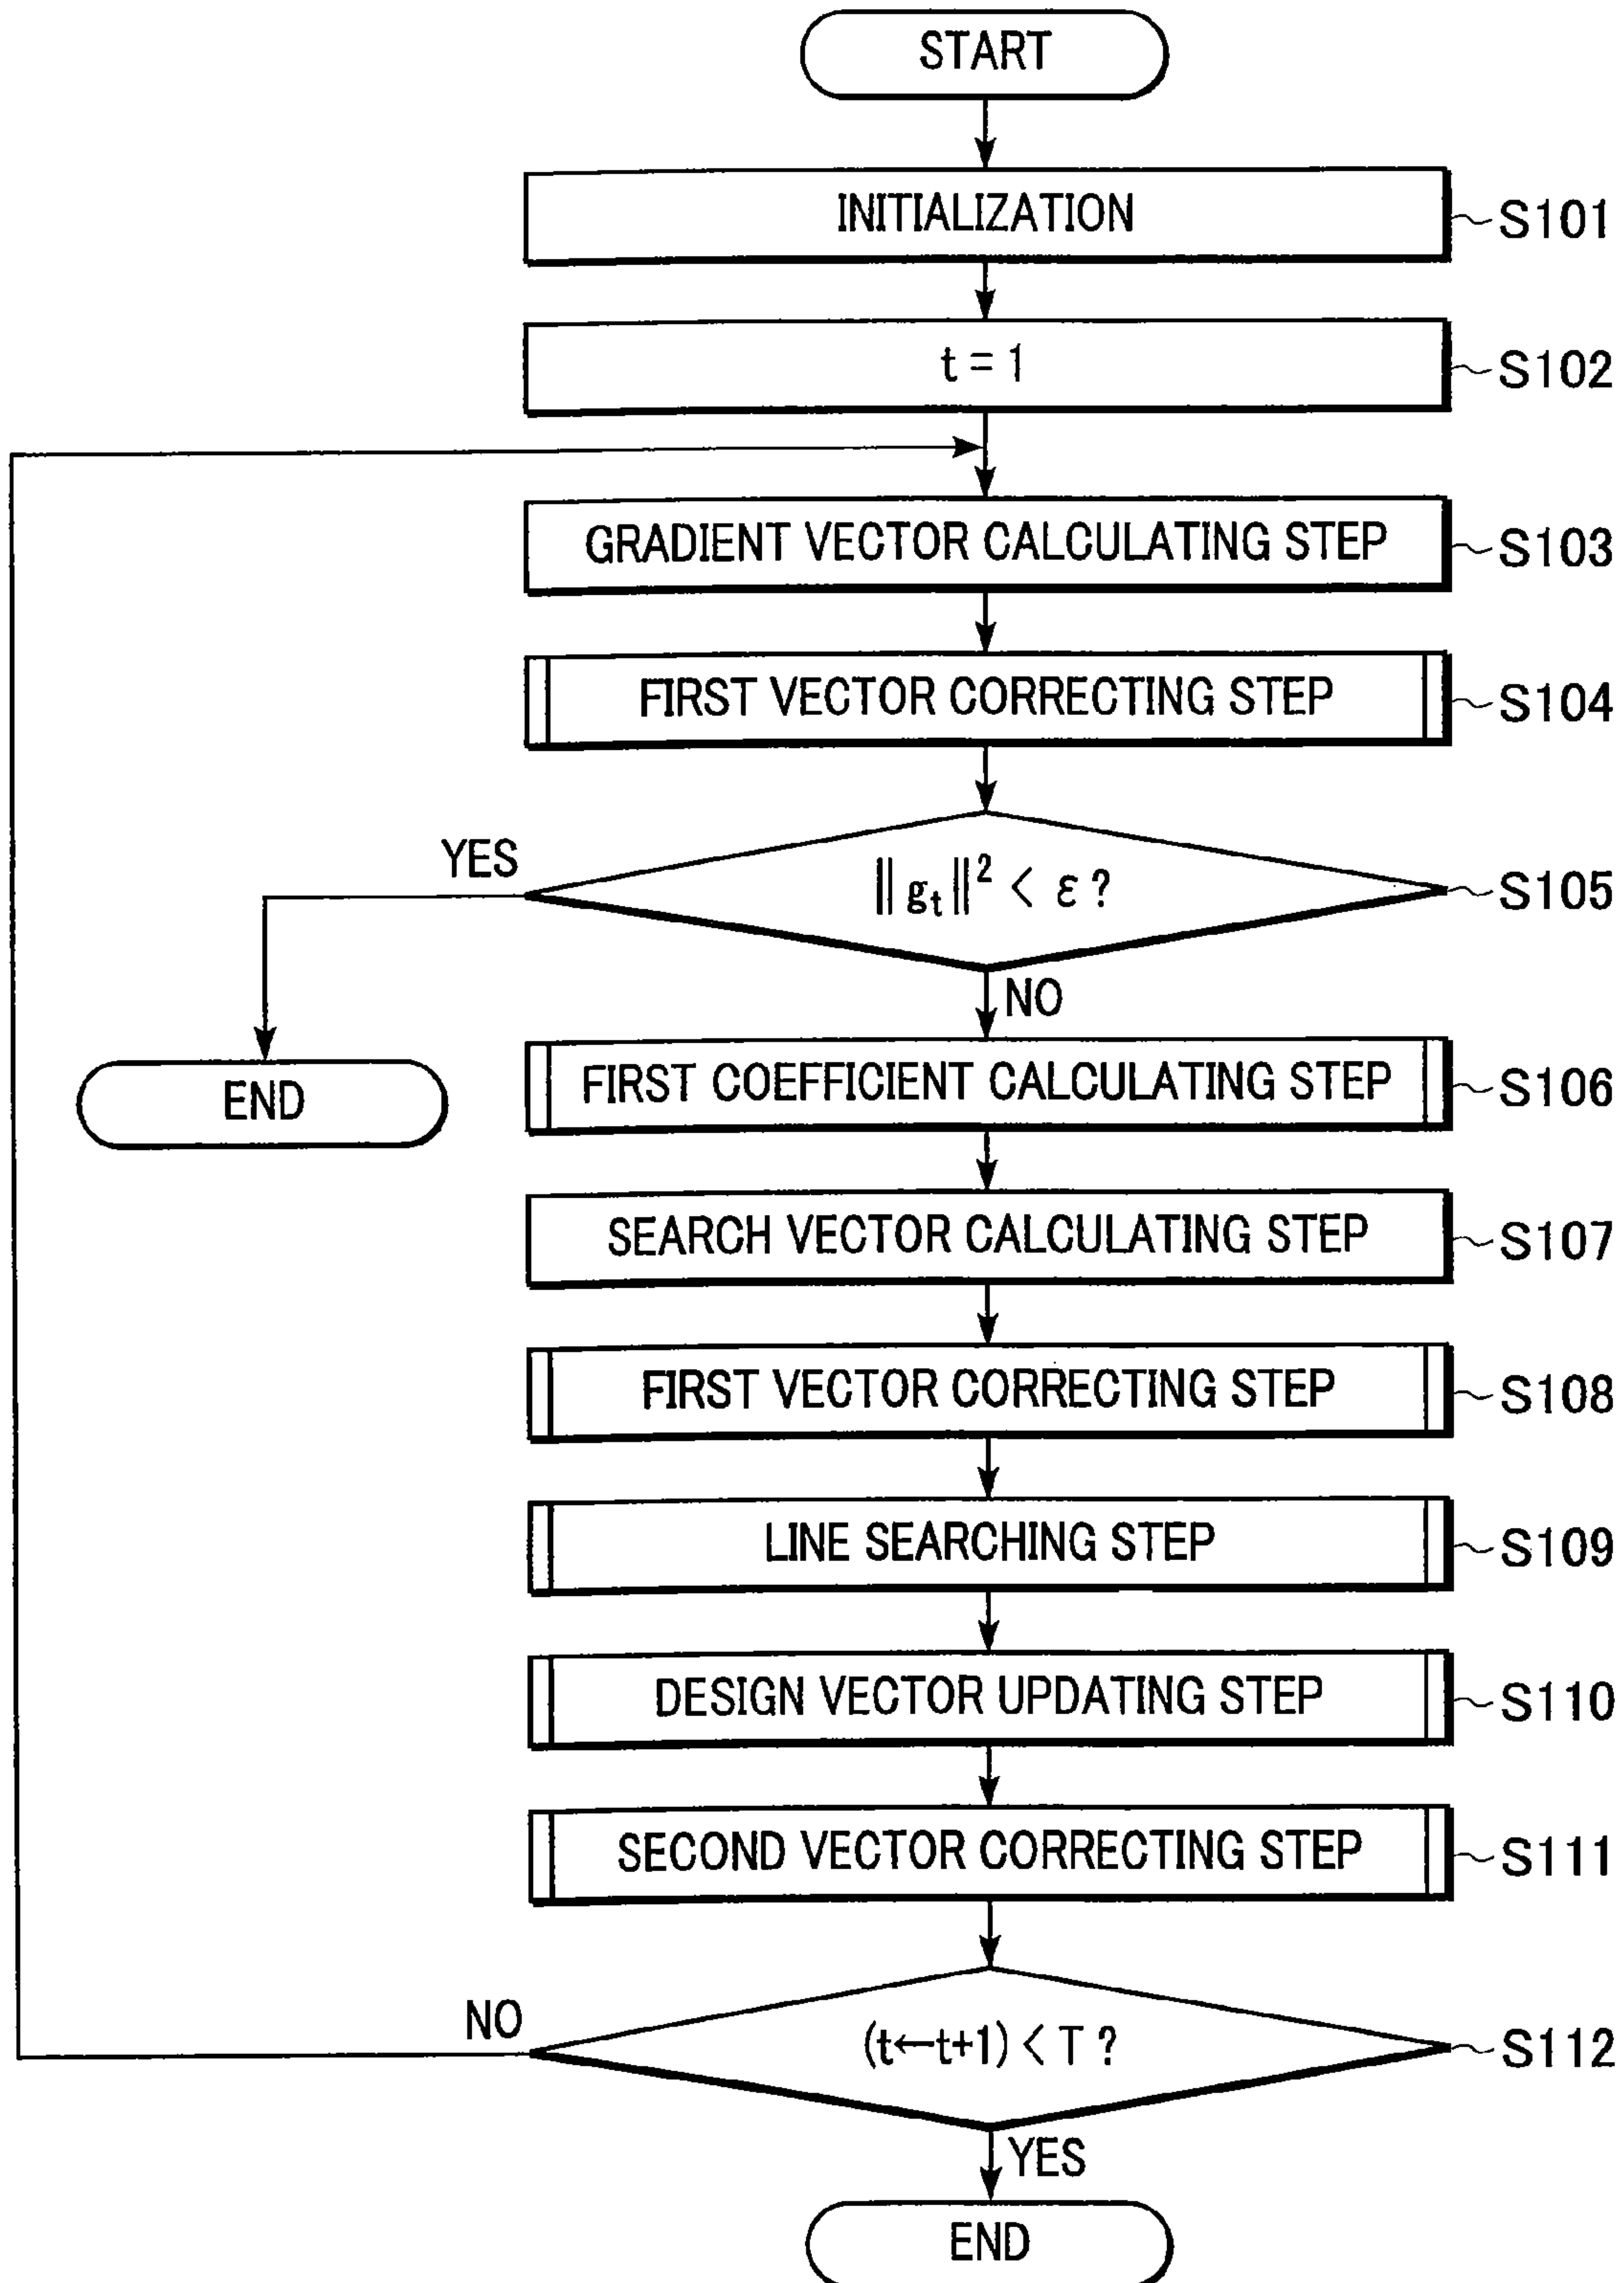 START
INITIALIZATION
S101
t = 1
S102
GRADIENT VECTOR CALCULATING STEP
S103
FIRST VECTOR CORRECTING STEP
S104
YES
‖ gₜ ‖² < ε ?
S105
NO
END
FIRST COEFFICIENT CALCULATING STEP
S106
SEARCH VECTOR CALCULATING STEP
S107
FIRST VECTOR CORRECTING STEP
S108
LINE SEARCHING STEP
S109
DESIGN VECTOR UPDATING STEP
S110
SECOND VECTOR CORRECTING STEP
S111
NO
(t←t+1) < T ?
S112
YES
END